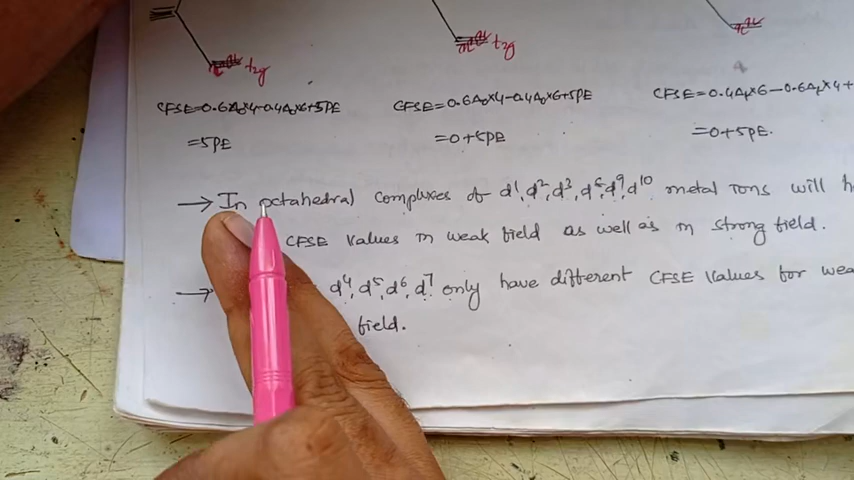 t2g
t2g
CFSE=0.6Δ0×4-0.4Δ0×6+5PE
CFSE=0.6Δ0×4-0.4Δ0×6+5PE
CFSE=0.4Δt×6-0.6Δt×4+
=5PE
=0+5PE
=0+5PE.
→ In octahedral complexes of d1, d2, d3, d8, d9, d10 metal Ions will h
CFSE values in weak field as well as in strong field.
→ d4, d5, d6, d7 only have different CFSE values for wea
field.